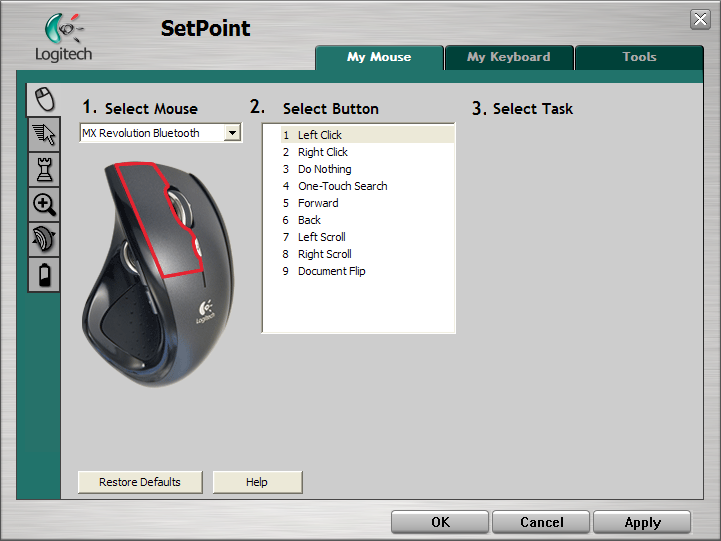 SetPoint
Logitech
My Mouse
My Keyboard
Tools
1. Select Mouse
MX Revolution Bluetooth
Logitech
2. Select Button
1 Left Click
2 Right Click
3 Do Nothing
4 One-Touch Search
5 Forward
6 Back
7 Left Scroll
8 Right Scroll
9 Document Flip
3. Select Task
Restore Defaults
Help
OK
Cancel
Apply